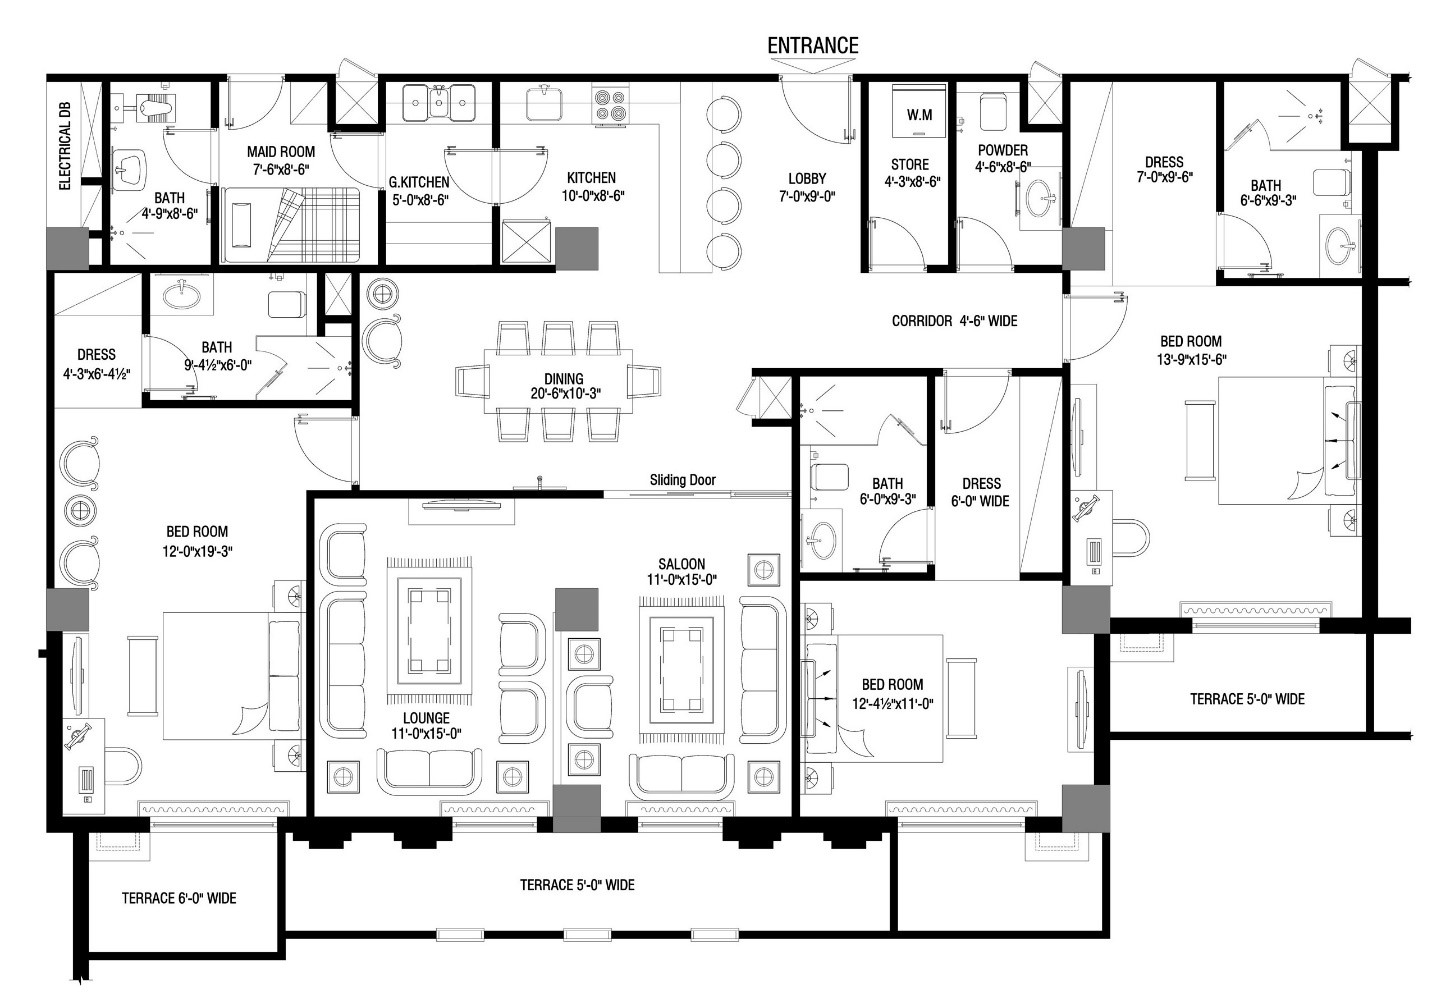 ENTRANCE
ELECTRICAL DB
BATH
4'-9"x8'-6"
MAID ROOM
7'-6"x8'-6"
G.KITCHEN
5'-0"x8'-6"
KITCHEN
10'-0"x8'-6"
LOBBY
7'-0"x9'-0"
W.M
STORE
4'-3"x8'-6"
POWDER
4'-6"x8'-6"
DRESS
7'-0"x9'-6"
BATH
6'-6"x9'-3"
DRESS
4'-3"x6'-4½"
BATH
9'-4½"x6'-0"
DINING
20'-6"x10'-3"
CORRIDOR 4'-6" WIDE
BED ROOM
13'-9"x15'-6"
Sliding Door
BATH
6'-0"x9'-3"
DRESS
6'-0" WIDE
BED ROOM
12'-0"x19'-3"
SALOON
11'-0"x15'-0"
LOUNGE
11'-0"x15'-0"
BED ROOM
12'-4½"x11'-0"
TERRACE 5'-0" WIDE
TERRACE 6'-0" WIDE
TERRACE 5'-0" WIDE